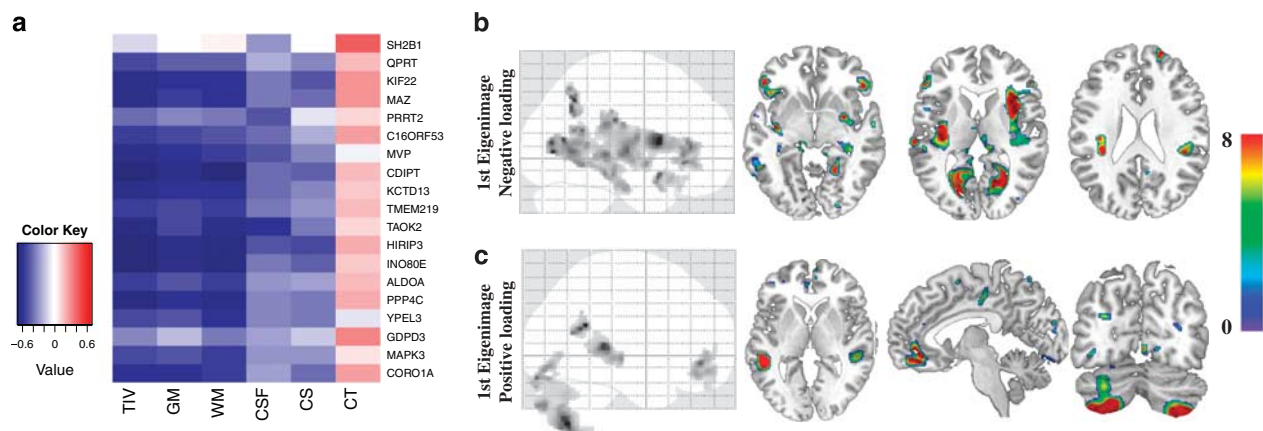 a
SH2B1
QPRT
KIF22
MAZ
PRRT2
C16ORF53
MVP
CDIPT
KCTD13
TMEM219
TAOK2
HIRIP3
INO80E
ALDOA
PPP4C
YPEL3
GDPD3
MAPK3
CORO1A
TIV GM WM CSF CS CT
Color Key
−0.6 0 0.6
Value
b
1st Eigenimage
Negative loading
c
1st Eigenimage
Positive loading
8
0